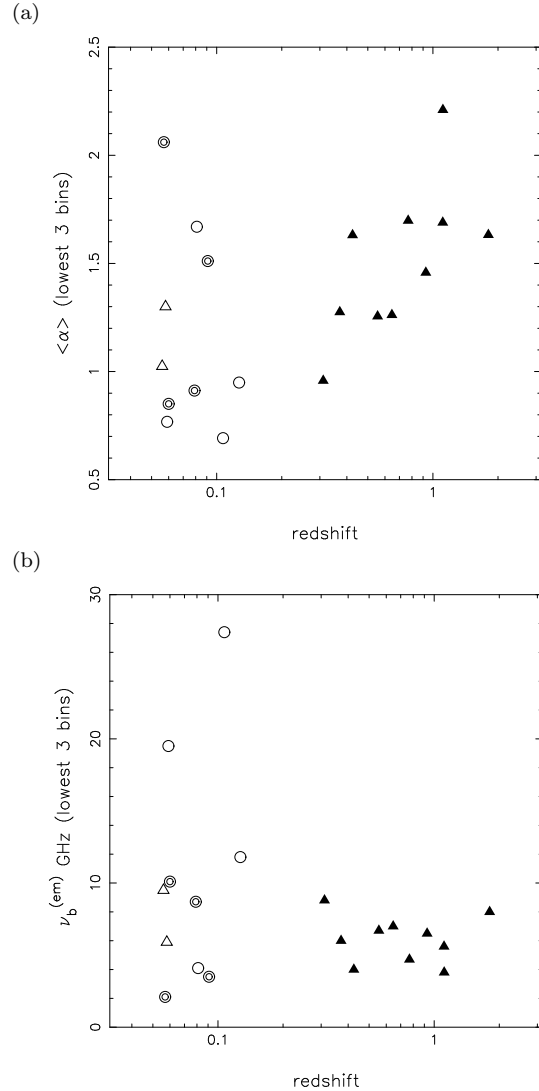 (a)
2.5
2
1.5
1
0.5
<α> (lowest 3 bins)
0.1 1
redshift
(b)
30
20
10
0
ν_b^(em) GHz (lowest 3 bins)
0.1 1
redshift